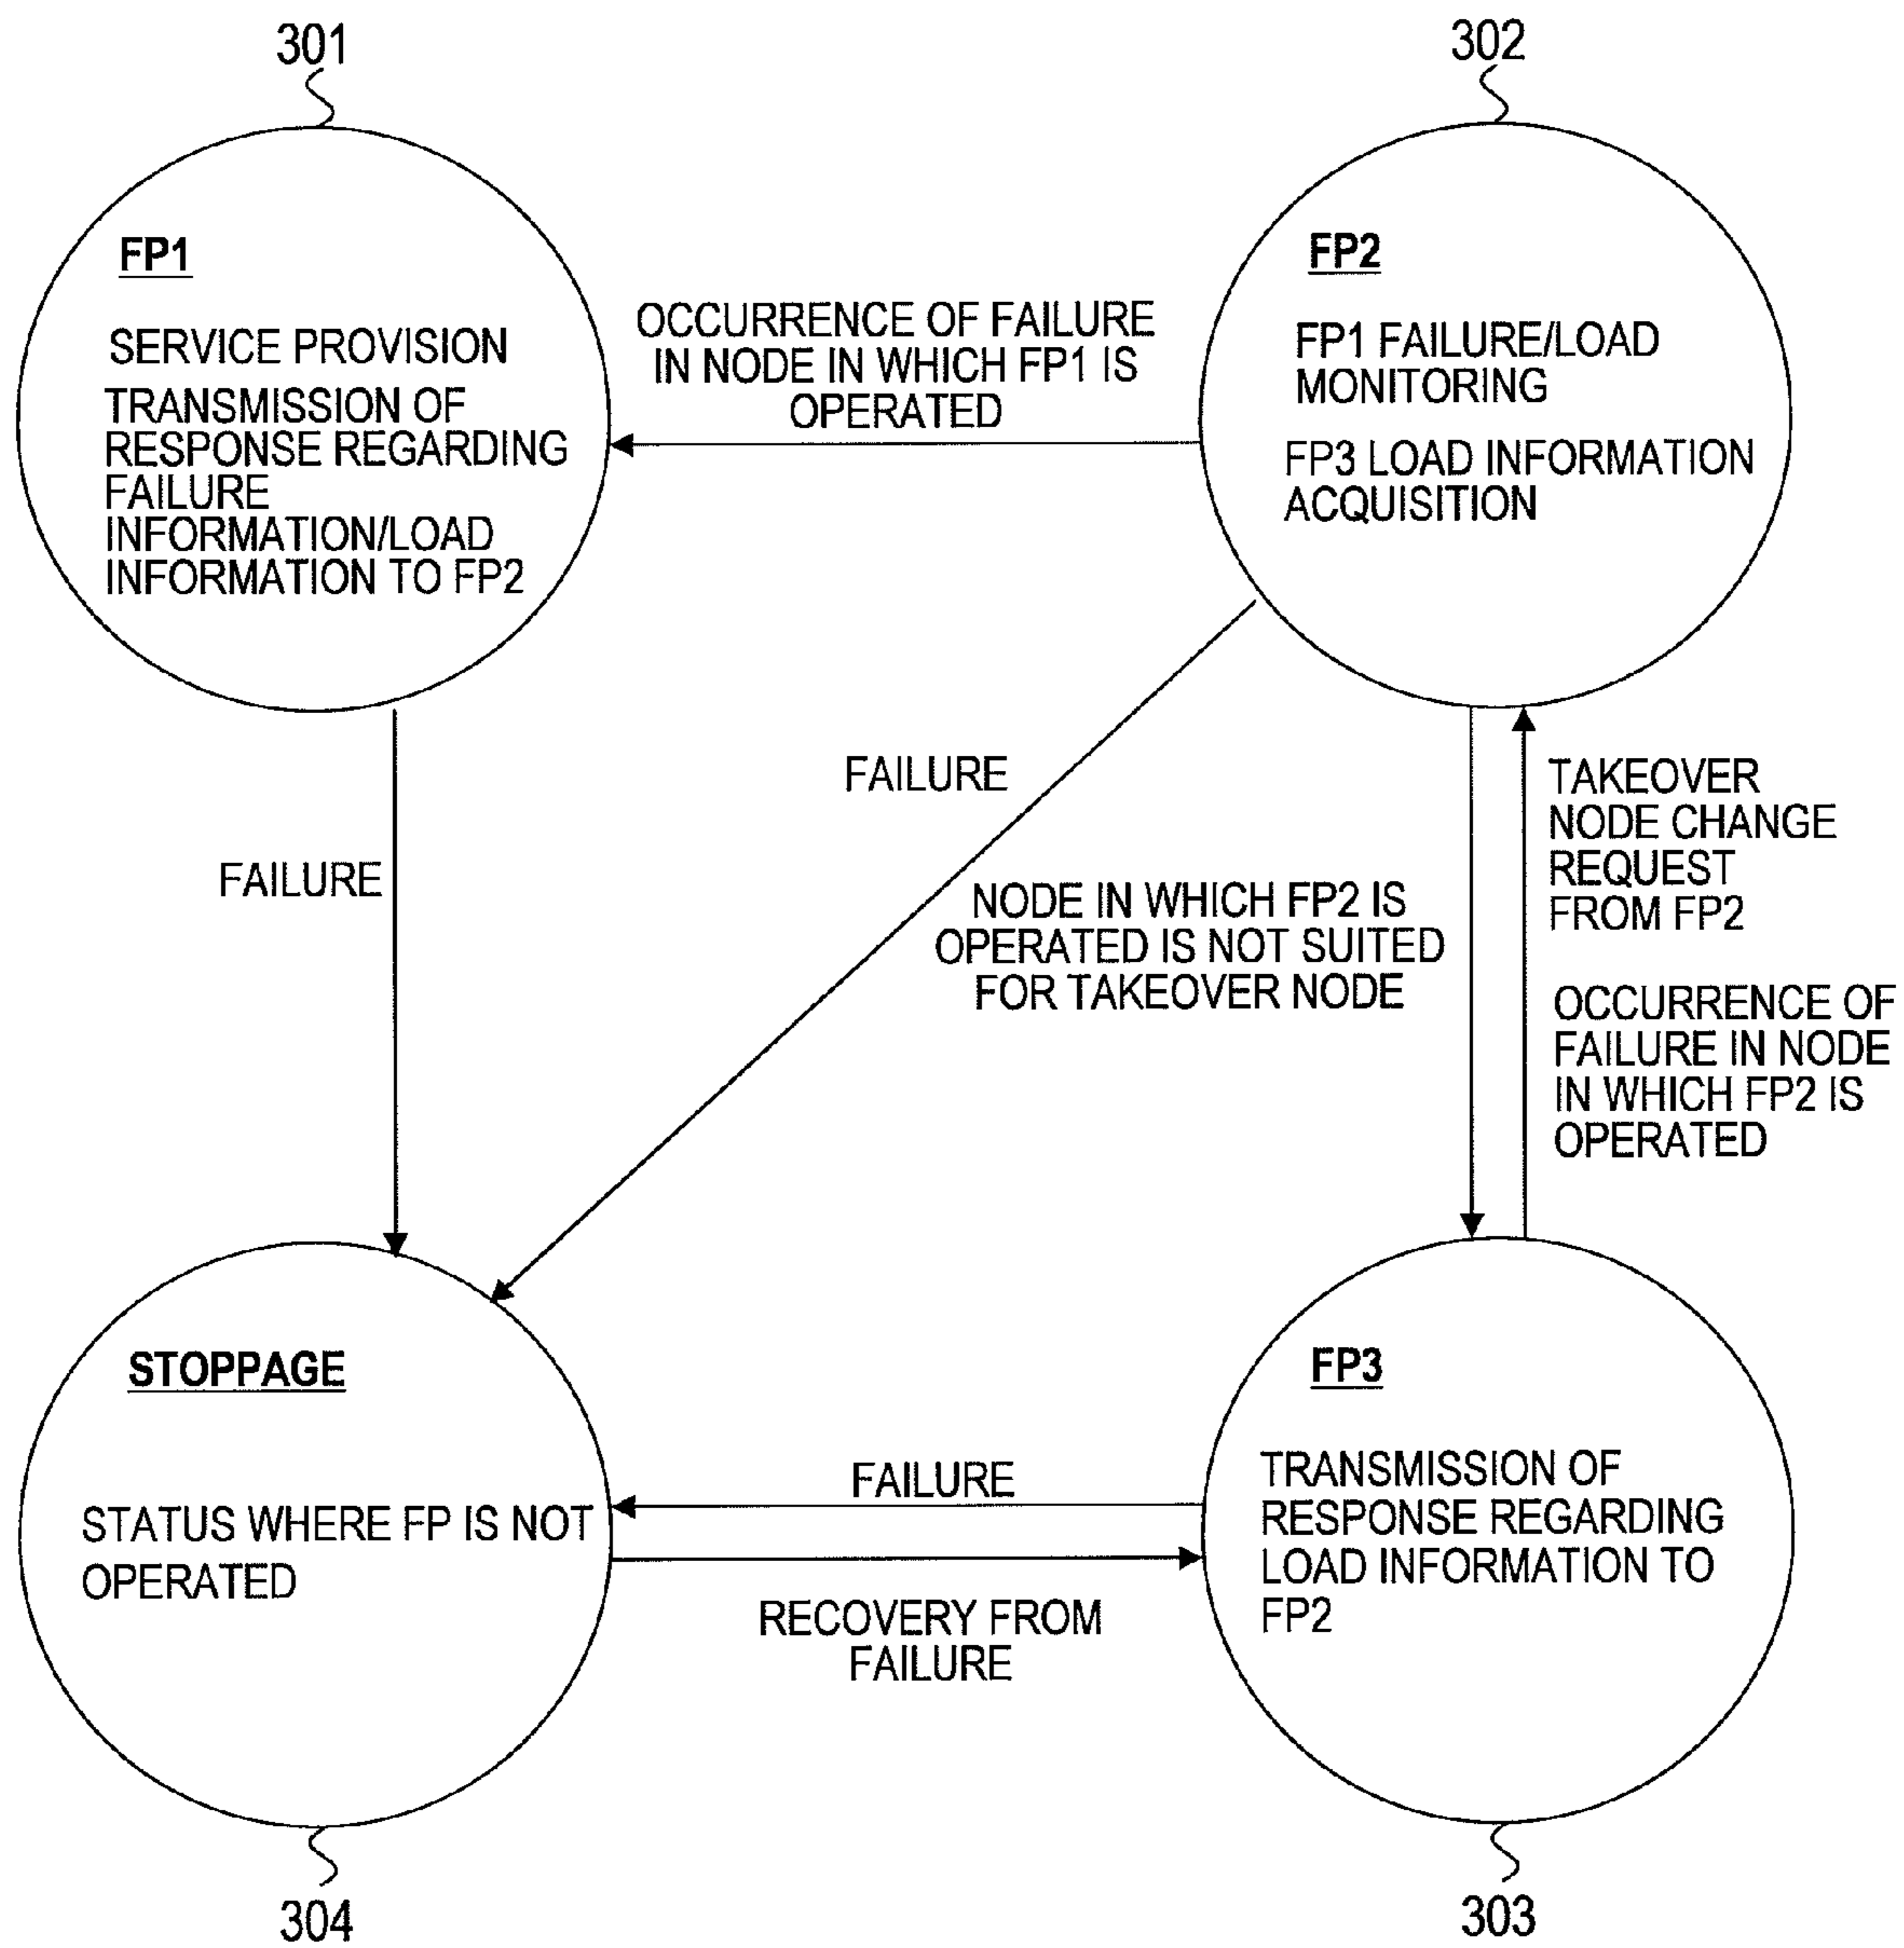 301
302
FP1
SERVICE PROVISION
TRANSMISSION OF
RESPONSE REGARDING
FAILURE
INFORMATION/LOAD
INFORMATION TO FP2
OCCURRENCE OF FAILURE
IN NODE IN WHICH FP1 IS
OPERATED
FP2
FP1 FAILURE/LOAD
MONITORING
FP3 LOAD INFORMATION
ACQUISITION
FAILURE
FAILURE
NODE IN WHICH FP2 IS
OPERATED IS NOT SUITED
FOR TAKEOVER NODE
TAKEOVER
NODE CHANGE
REQUEST
FROM FP2
OCCURRENCE OF
FAILURE IN NODE
IN WHICH FP2 IS
OPERATED
STOPPAGE
STATUS WHERE FP IS NOT
OPERATED
FAILURE
RECOVERY FROM
FAILURE
FP3
TRANSMISSION OF
RESPONSE REGARDING
LOAD INFORMATION TO
FP2
304
303